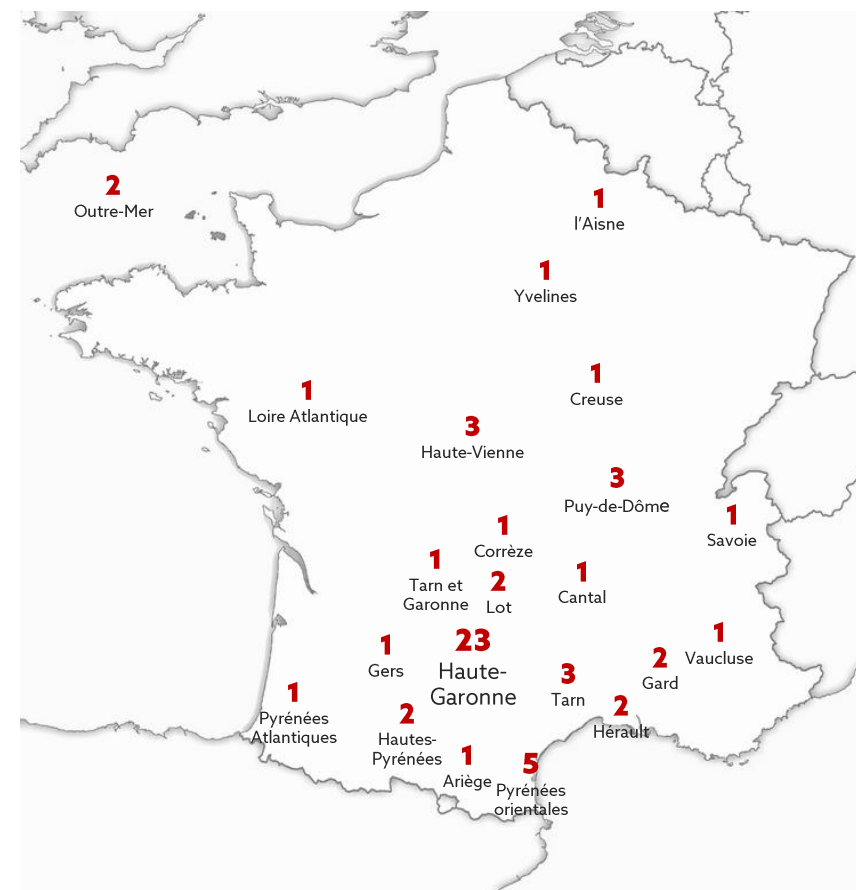 2
Outre-Mer
1
l'Aisne
1
Yvelines
1
Creuse
1
Loire Atlantique
3
Haute-Vienne
3
Puy-de-Dôme
1
Savoie
1
Corrèze
1
Tarn et
Garonne
2
Lot
1
Cantal
1
Gers
23
Haute-
Garonne
3
Tarn
2
Gard
1
Vaucluse
1
Pyrénées
Atlantiques
2
Hautes-
Pyrénées
2
Hérault
1
Ariège
5
Pyrénées
orientales